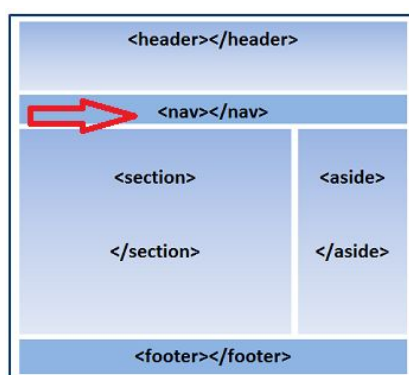 <header></header>
<nav></nav>
<section>
<aside>
</section>
</aside>
<footer></footer>